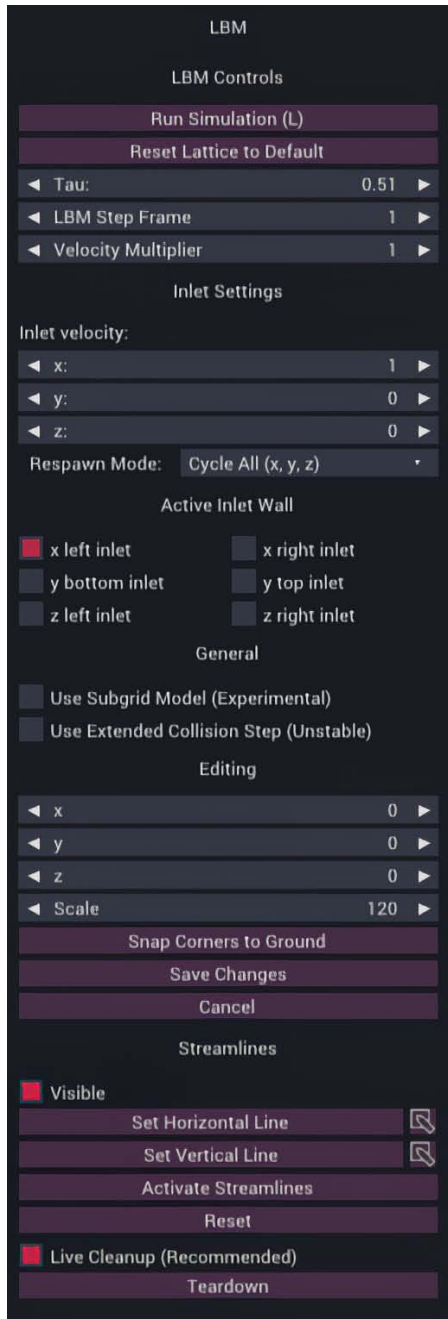 LBM
LBM Controls
Run Simulation (L)
Reset Lattice to Default
Tau: 0.51
LBM Step Frame 1
Velocity Multiplier 1
Inlet Settings
Inlet velocity:
x: 1
y: 0
z: 0
Respawn Mode: Cycle All (x, y, z)
Active Inlet Wall
x left inlet x right inlet
y bottom inlet y top inlet
z left inlet z right inlet
General
Use Subgrid Model (Experimental)
Use Extended Collision Step (Unstable)
Editing
x 0
y 0
z 0
Scale 120
Snap Corners to Ground
Save Changes
Cancel
Streamlines
Visible
Set Horizontal Line
Set Vertical Line
Activate Streamlines
Reset
Live Cleanup (Recommended)
Teardown